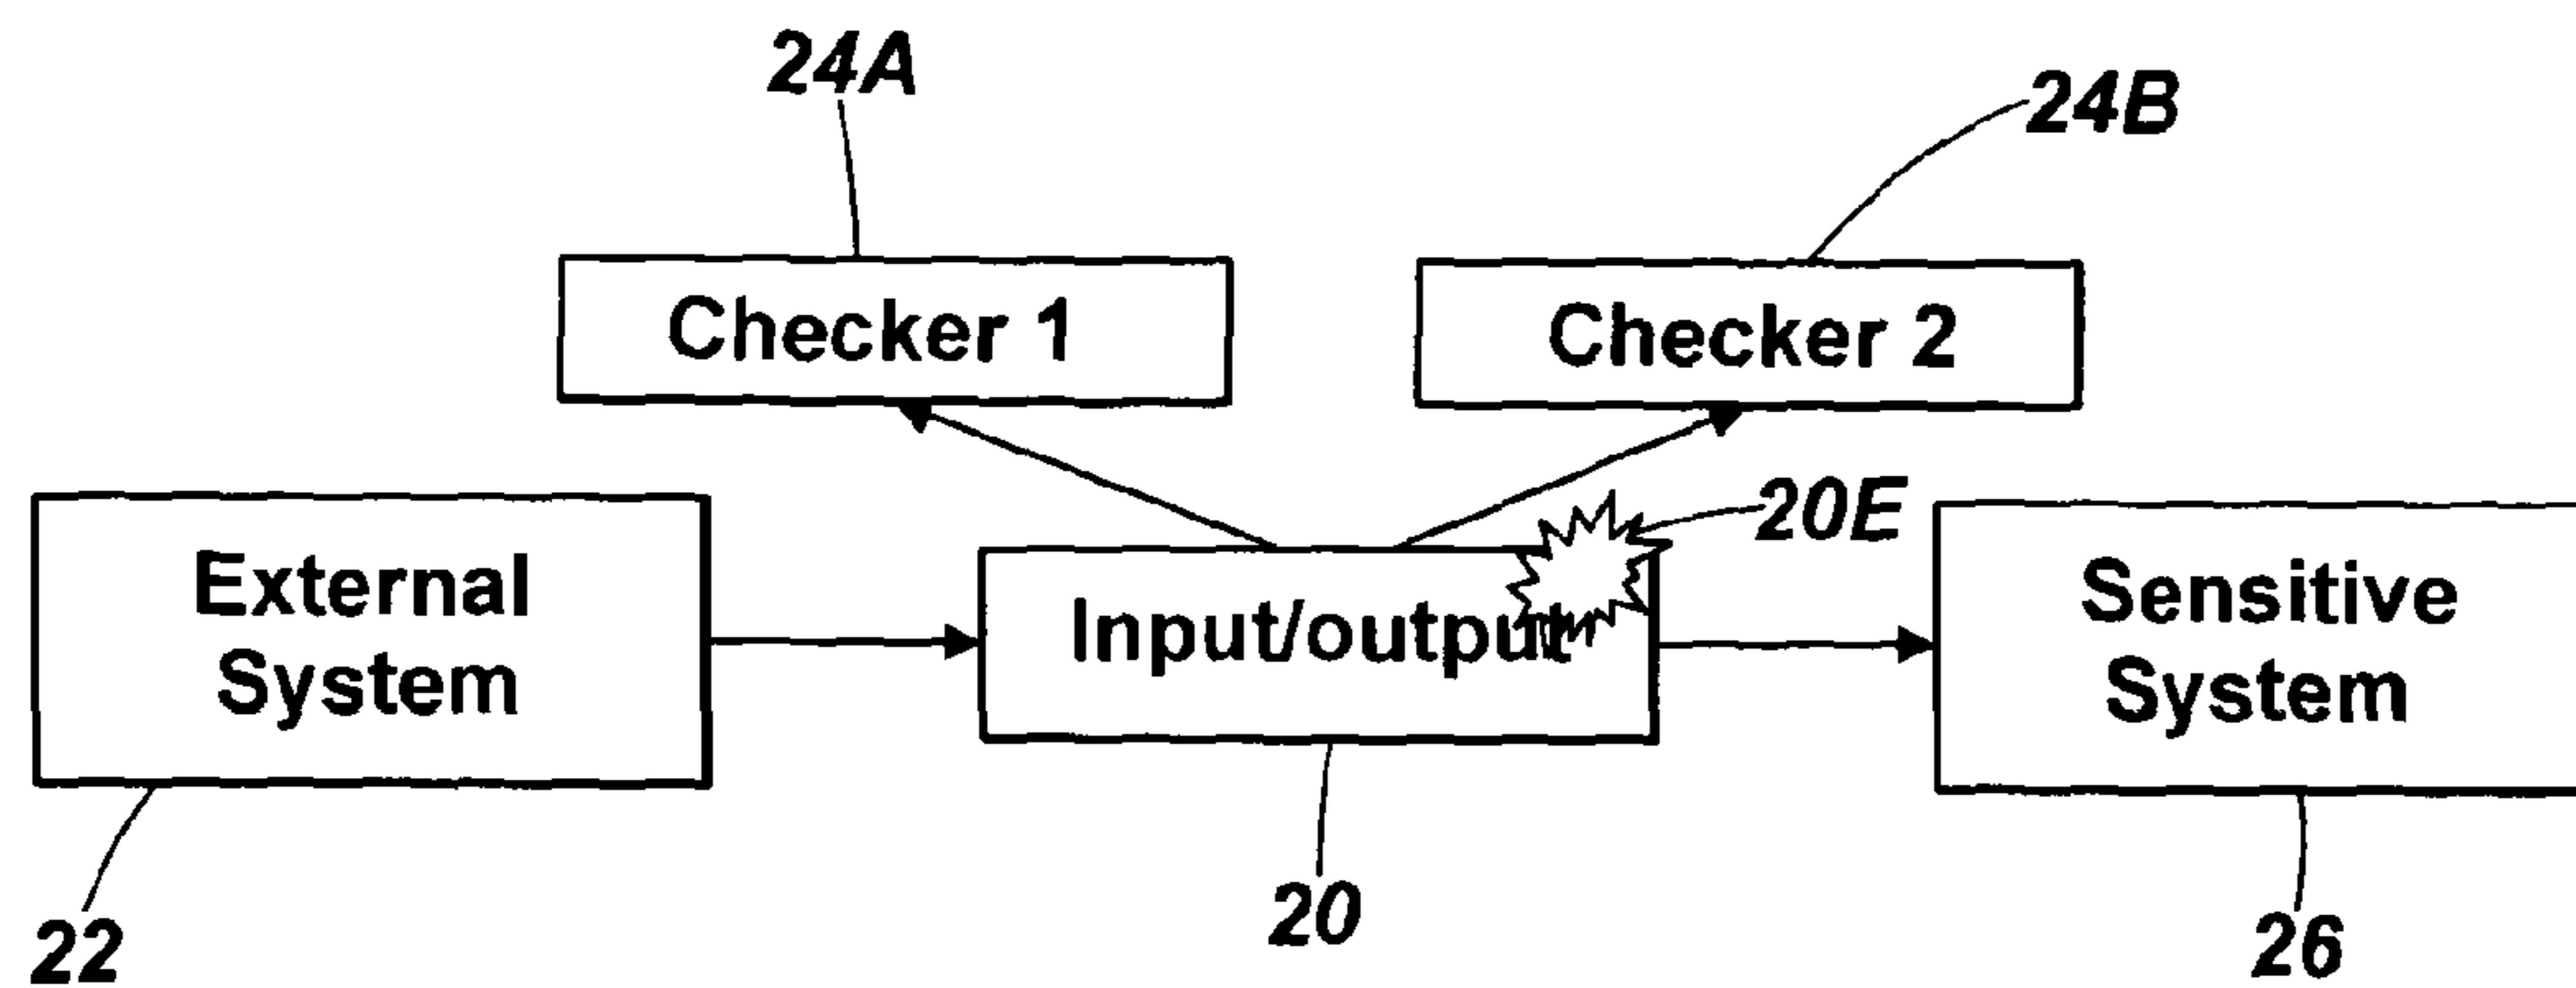 24A
24B
Checker 1
Checker 2
20E
External
System
Input/output
Sensitive
System
22
20
26